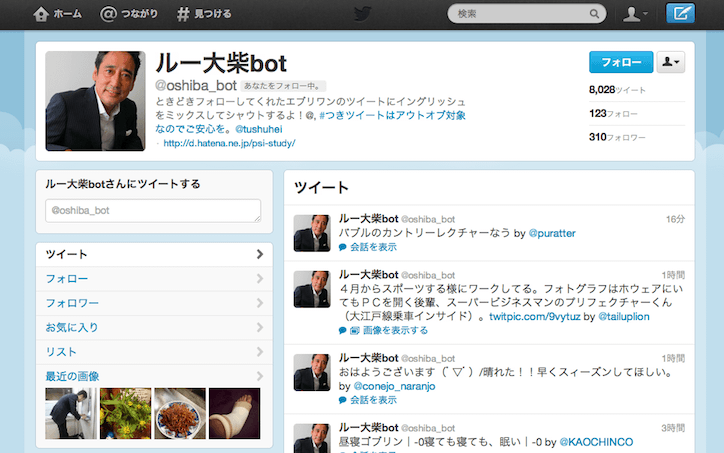 ホーム @ つながり # 見つける 検索
ルー大柴bot
@oshiba_bot あなたをフォロー中。
ときどきフォローしてくれたエブリワンのツイートにイングリッシュ
をミックスしてシャウトするよ！@, #つきツイートはアウトオブ対象
なのでご安心を。@tushuhei
· http://d.hatena.ne.jp/psi-study/
フォロー
8,028ツイート
123フォロー
310フォロワー
ルー大柴botさんにツイートする
@oshiba_bot
ツイート
フォロー
フォロワー
お気に入り
リスト
最近の画像
ツイート
ルー大柴bot @oshiba_bot 16分
バブルのカントリーレクチャーなう by @puratter
会話を表示
ルー大柴bot @oshiba_bot 1時間
４月からスポーツする様にワークしてる。フォトグラフはホウェアにい
てもＰＣを開く後輩、スーパービジネスマンのプリフェクチャーくん
（大江戸線乗車インサイド）。twitpic.com/9vytuz by @tailuplion
画像を表示する
ルー大柴bot @oshiba_bot 1時間
おはようございます（ﾟ▽ﾟ）/晴れた！！早くスィーズンしてほしい。
by @conejo_naranjo
会話を表示
ルー大柴bot @oshiba_bot 3時間
昼寝ゴブリン｜-0寝ても寝ても、眠い｜-0 by @KAOCHINCO